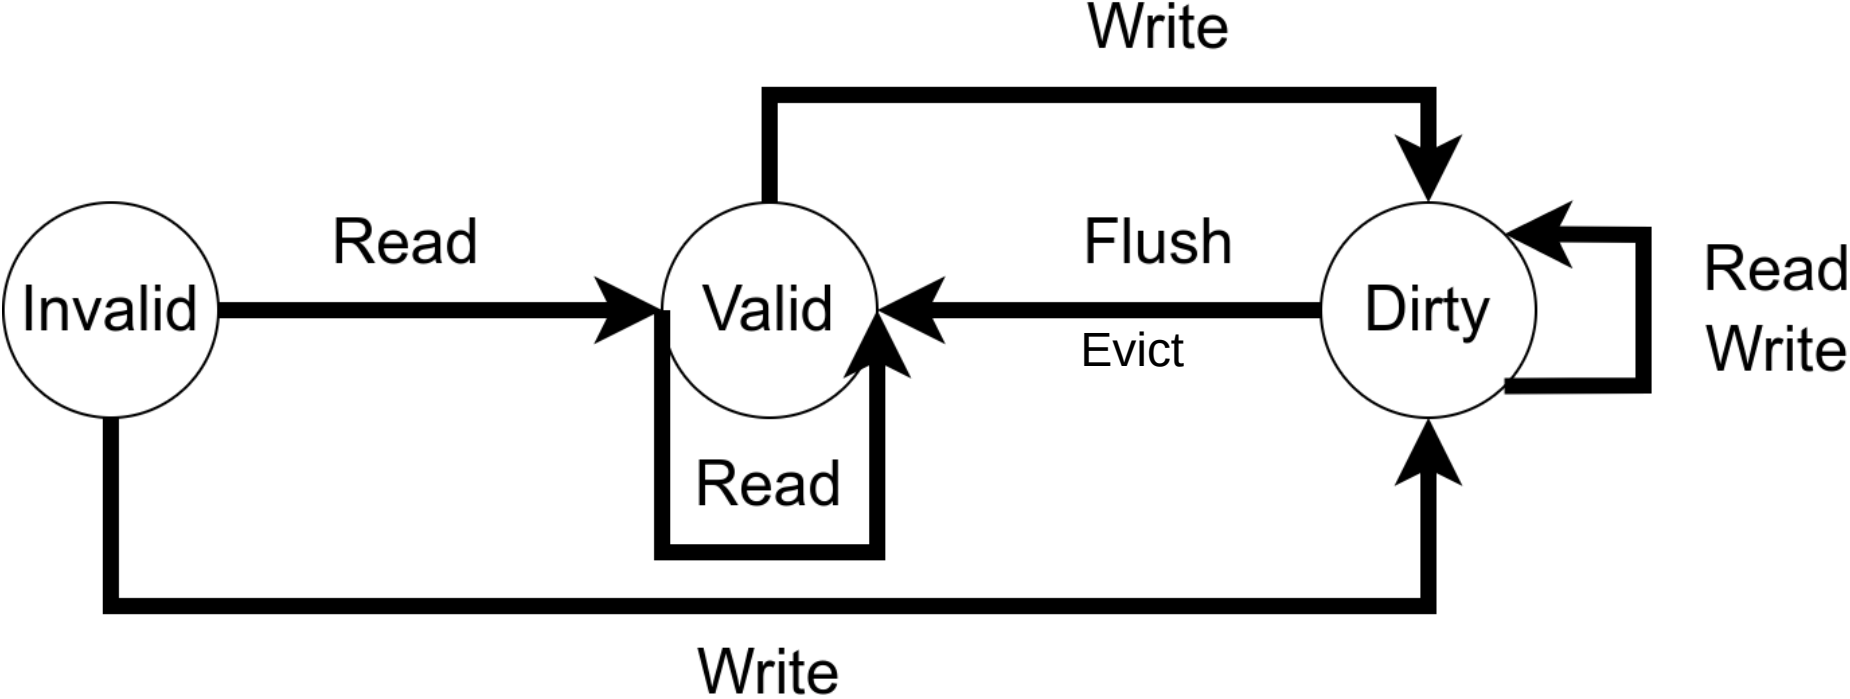 Write
Read
Flush
Invalid
Valid
Dirty
Read
Write
Evict
Read
Write